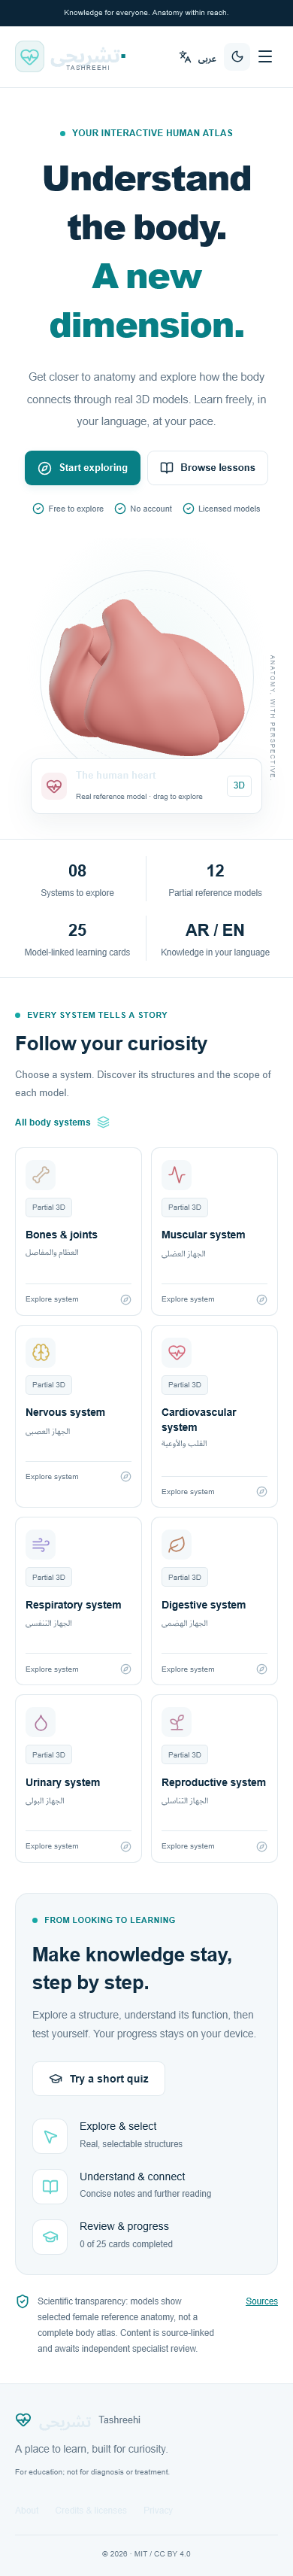 Knowledge for everyone. Anatomy within reach.
تشريحي
TASHREEHI
عربي
YOUR INTERACTIVE HUMAN ATLAS
Understand
the body.
A new
dimension.
Get closer to anatomy and explore how the body
connects through real 3D models. Learn freely, in
your language, at your pace.
Start exploring
Browse lessons
Free to explore
No account
Licensed models
ANATOMY, WITH PERSPECTIVE.
The human heart
Real reference model · drag to explore
3D
08
Systems to explore
12
Partial reference models
25
Model-linked learning cards
AR / EN
Knowledge in your language
EVERY SYSTEM TELLS A STORY
Follow your curiosity
Choose a system. Discover its structures and the scope of
each model.
All body systems
Partial 3D
Bones & joints
العظام والمفاصل
Explore system
Partial 3D
Muscular system
الجهاز العضلي
Explore system
Partial 3D
Nervous system
الجهاز العصبي
Explore system
Partial 3D
Cardiovascular
system
القلب والأوعية
Explore system
Partial 3D
Respiratory system
الجهاز التنفسي
Explore system
Partial 3D
Digestive system
الجهاز الهضمي
Explore system
Partial 3D
Urinary system
الجهاز البولي
Explore system
Partial 3D
Reproductive system
الجهاز التناسلي
Explore system
FROM LOOKING TO LEARNING
Make knowledge stay,
step by step.
Explore a structure, understand its function, then
test yourself. Your progress stays on your device.
Try a short quiz
Explore & select
Real, selectable structures
Understand & connect
Concise notes and further reading
Review & progress
0 of 25 cards completed
Scientific transparency: models show
selected female reference anatomy, not a
complete body atlas. Content is source-linked
and awaits independent specialist review.
Sources
تشريحي
Tashreehi
A place to learn, built for curiosity.
For education; not for diagnosis or treatment.
About
Credits & licenses
Privacy
© 2026 · MIT / CC BY 4.0